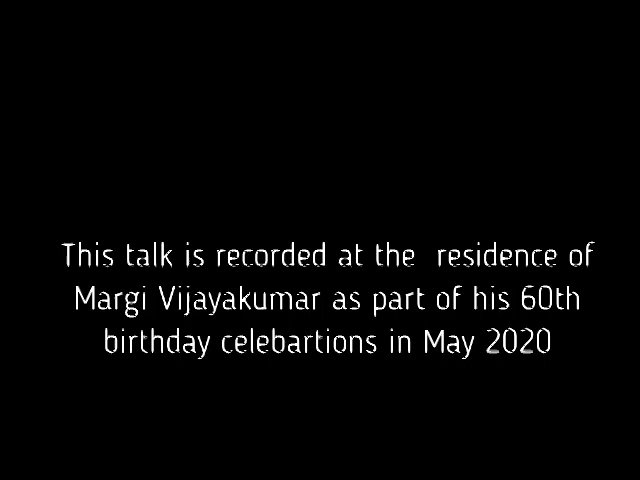 This talk is recorded at the  residence of
Margi Vijayakumar as part of his 60th
birthday celebartions in May 2020